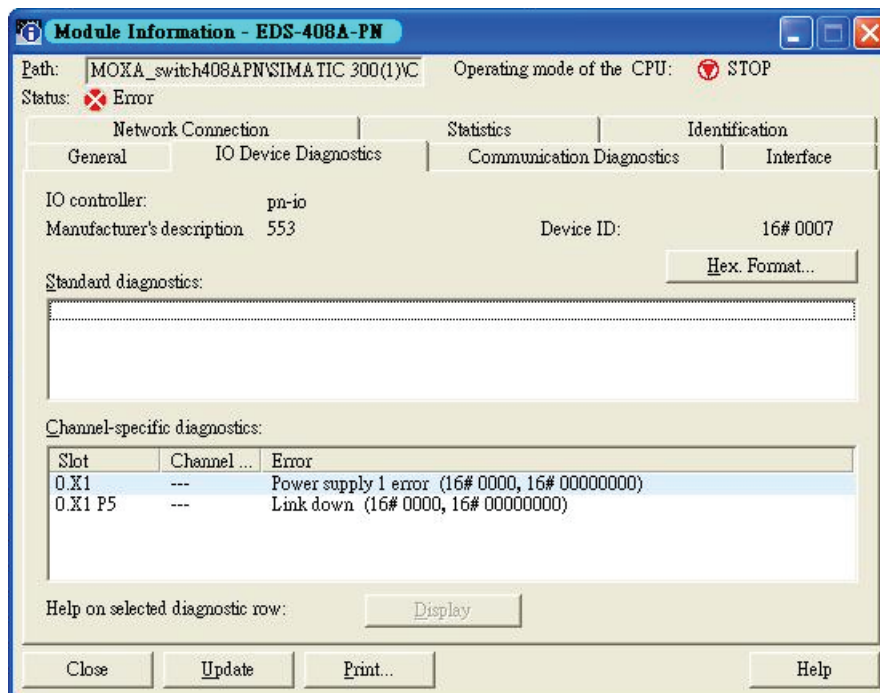 Module Information - EDS-408A-PN
Path: MOXA_switch408APN\SIMATIC 300(1)\C Operating mode of the CPU: STOP
Status: Error
Network Connection Statistics Identification
General IO Device Diagnostics Communication Diagnostics Interface
IO controller: pn-io
Manufacturer's description 553 Device ID: 16# 0007
Hex. Format...
Standard diagnostics:
Channel-specific diagnostics:
Slot Channel ... Error
0.X1 --- Power supply 1 error (16# 0000, 16# 00000000)
0.X1 P5 --- Link down (16# 0000, 16# 00000000)
Help on selected diagnostic row: Display
Close Update Print... Help